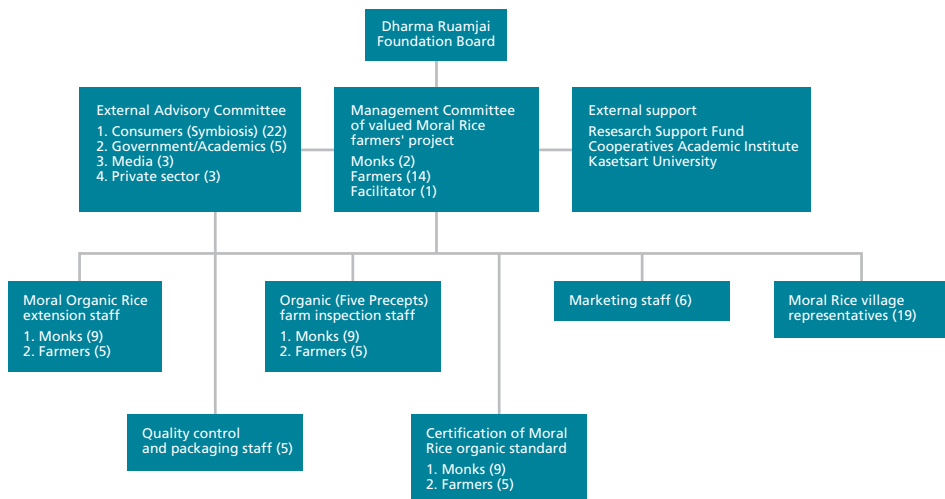 Dharma Ruamjai
Foundation Board
External Advisory Committee
1. Consumers (Symbiosis) (22)
2. Government/Academics (5)
3. Media (3)
4. Private sector (3)
Management Committee
of valued Moral Rice
farmers' project
Monks (2)
Farmers (14)
Facilitator (1)
External support
Resesarch Support Fund
Cooperatives Academic Institute
Kasetsart University
Moral Organic Rice
extension staff
1. Monks (9)
2. Farmers (5)
Organic (Five Precepts)
farm inspection staff
1. Monks (9)
2. Farmers (5)
Marketing staff (6)
Moral Rice village
representatives (19)
Quality control
and packaging staff (5)
Certification of Moral
Rice organic standard
1. Monks (9)
2. Farmers (5)